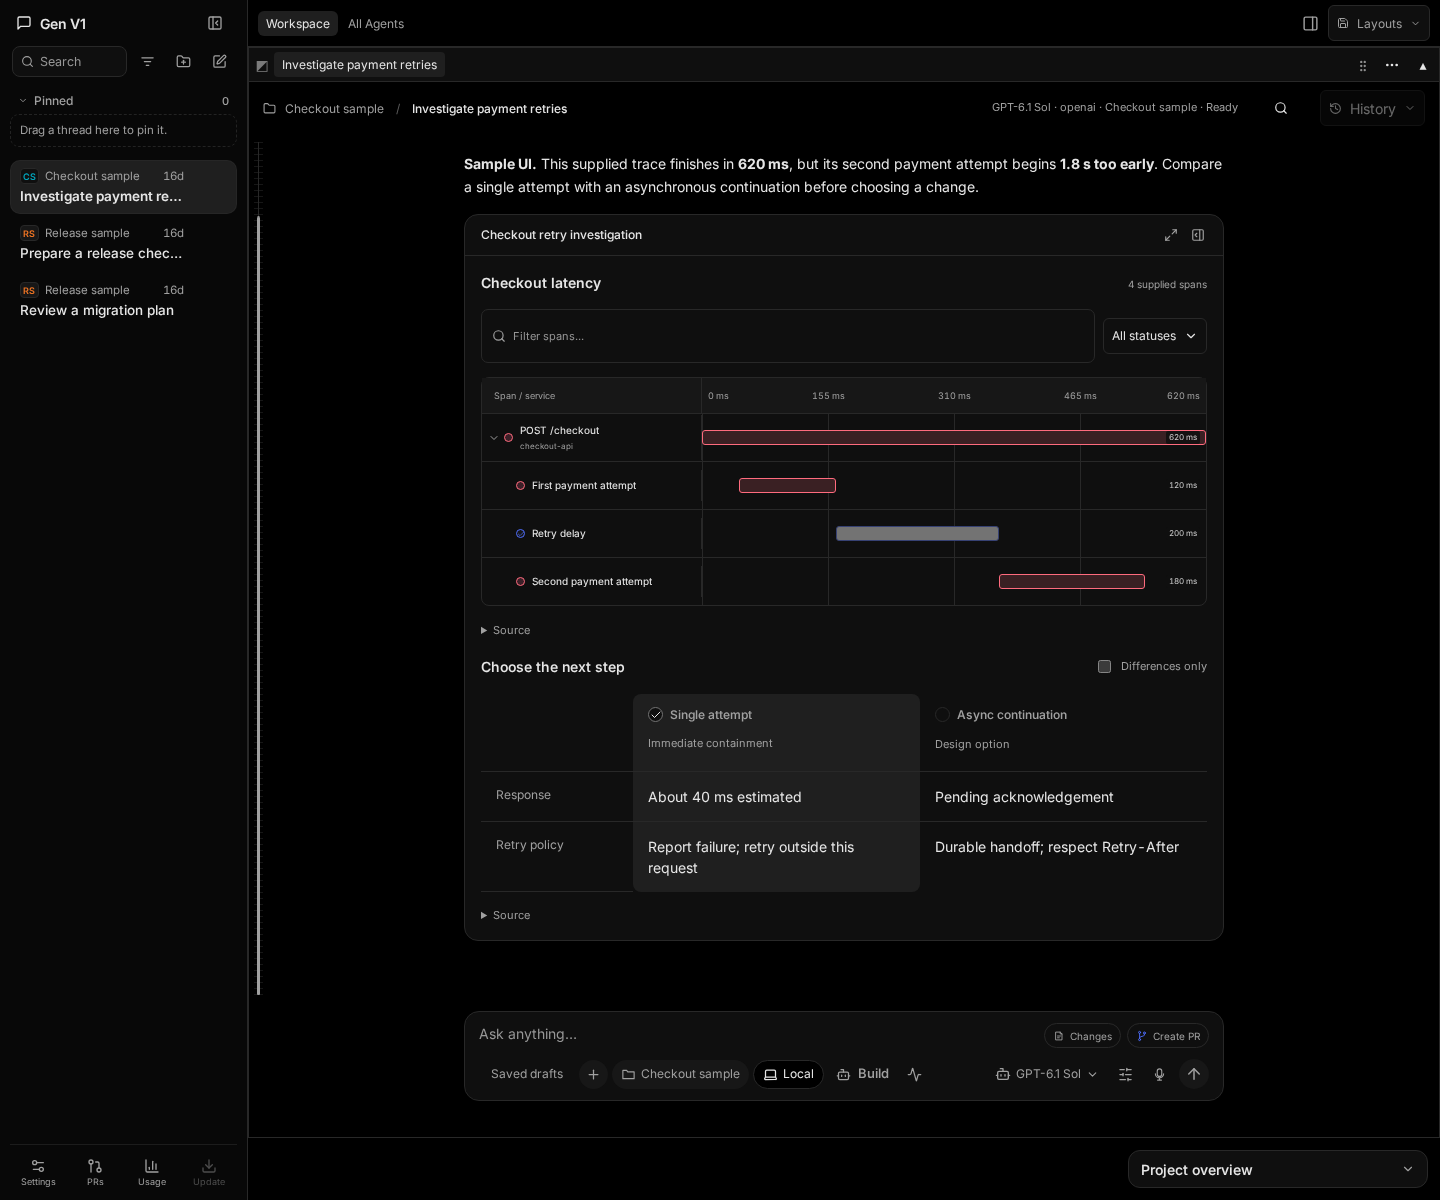 Gen V1
Search
Pinned
0
Drag a thread here to pin it.
CS Checkout sample 16d
Investigate payment re...
RS Release sample 16d
Prepare a release chec...
RS Release sample 16d
Review a migration plan
Settings
PRs
Usage
Update
Workspace
All Agents
Layouts
Investigate payment retries
Checkout sample / Investigate payment retries
GPT-6.1 Sol · openai · Checkout sample · Ready
History
Sample UI. This supplied trace finishes in 620 ms, but its second payment attempt begins 1.8 s too early. Compare
a single attempt with an asynchronous continuation before choosing a change.
Checkout retry investigation
Checkout latency
4 supplied spans
Filter spans...
All statuses
Span / service
0 ms
155 ms
310 ms
465 ms
620 ms
POST /checkout
checkout-api
620 ms
First payment attempt
120 ms
Retry delay
200 ms
Second payment attempt
180 ms
Source
Choose the next step
Differences only
Single attempt
Async continuation
Immediate containment
Design option
Response
About 40 ms estimated
Pending acknowledgement
Retry policy
Report failure; retry outside this
request
Durable handoff; respect Retry-After
Source
Ask anything...
Changes
Create PR
Saved drafts
Checkout sample
Local
Build
GPT-6.1 Sol
Project overview